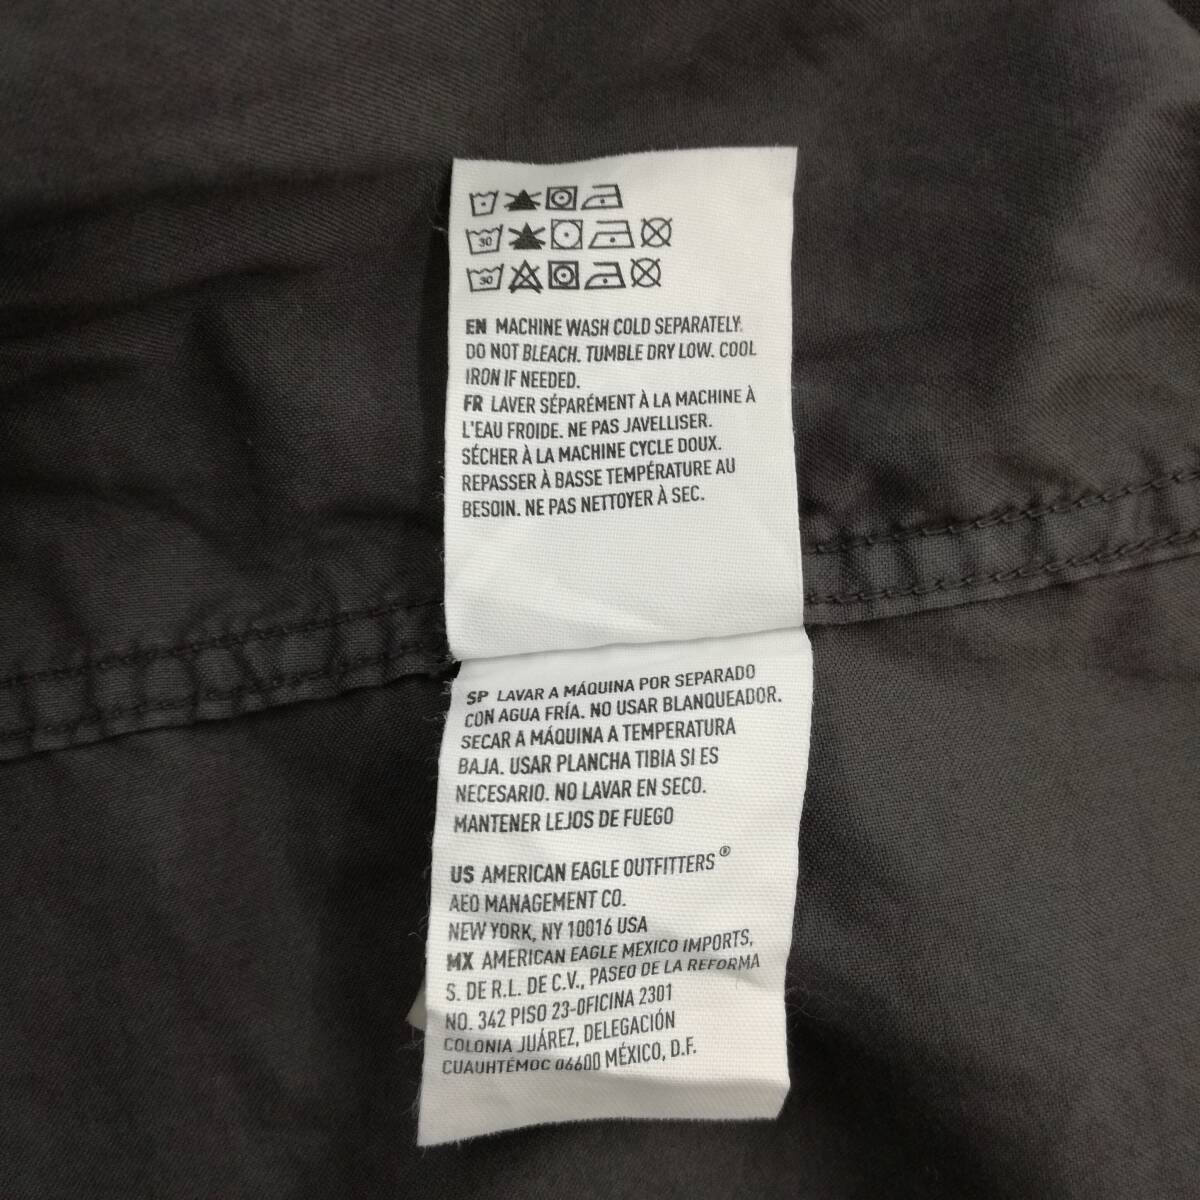 30
30
EN MACHINE WASH COLD SEPARATELY.
DO NOT BLEACH. TUMBLE DRY LOW. COOL
IRON IF NEEDED.
FR LAVER SÉPARÉMENT À LA MACHINE À
L'EAU FROIDE. NE PAS JAVELLISER.
SÉCHER À LA MACHINE CYCLE DOUX.
REPASSER À BASSE TEMPÉRATURE AU
BESOIN. NE PAS NETTOYER À SEC.
SP LAVAR A MÁQUINA POR SEPARADO
CON AGUA FRÍA. NO USAR BLANQUEADOR.
SECAR A MÁQUINA A TEMPERATURA
BAJA. USAR PLANCHA TIBIA SI ES
NECESARIO. NO LAVAR EN SECO.
MANTENER LEJOS DE FUEGO
US AMERICAN EAGLE OUTFITTERS®
AEO MANAGEMENT CO.
NEW YORK, NY 10016 USA
MX AMERICAN EAGLE MEXICO IMPORTS,
S. DE R.L. DE C.V., PASEO DE LA REFORMA
NO. 342 PISO 23-OFICINA 2301
COLONIA JUÁREZ, DELEGACIÓN
CUAUHTÉMOC 06600 MÉXICO, D.F.